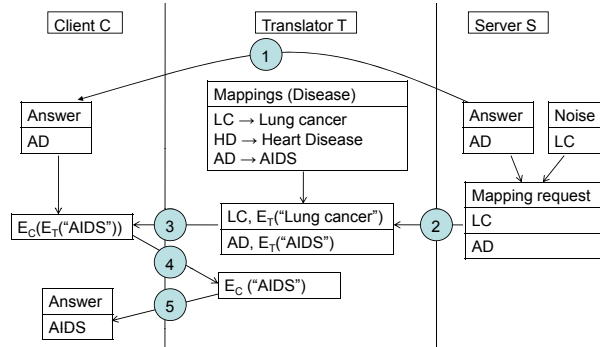 Client C
Translator T
Server S
1
Mappings (Disease)
LC → Lung cancer
HD → Heart Disease
AD → AIDS
Answer
AD
Answer
AD
Noise
LC
Mapping request
LC
AD
2
LC, E_T("Lung cancer")
AD, E_T("AIDS")
3
E_C(E_T("AIDS"))
4
E_C ("AIDS")
5
Answer
AIDS